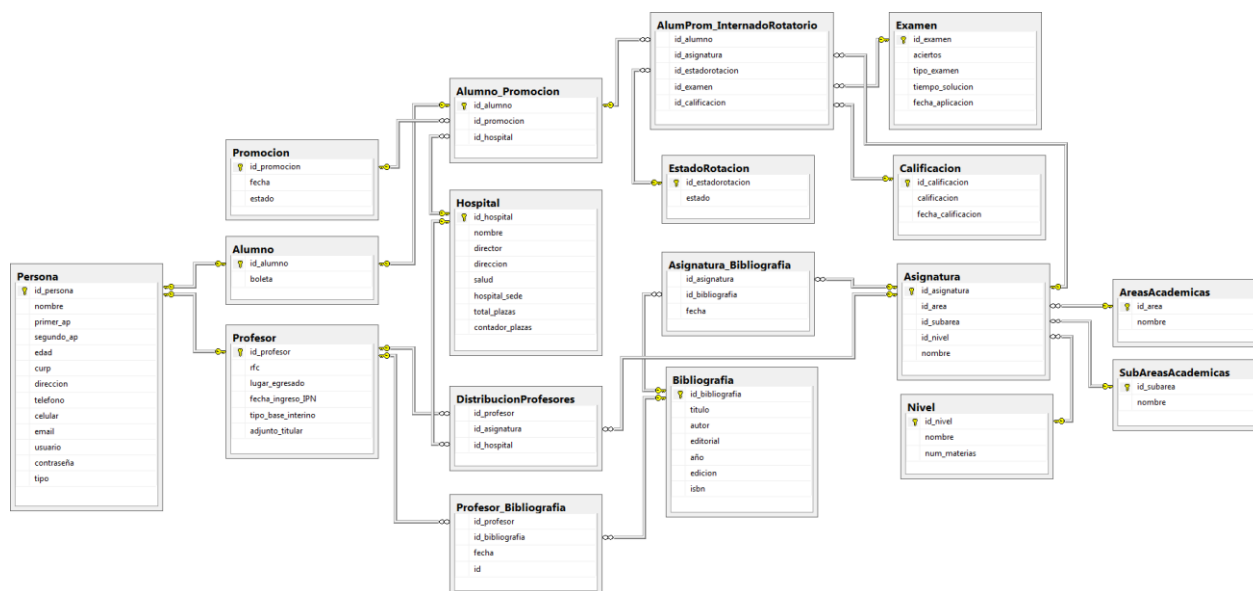 AlumProm_InternadoRotatorio
id_alumno
id_asignatura
id_estadorotacion
id_examen
id_calificacion
Examen
id_examen
aciertos
tipo_examen
tiempo_solucion
fecha_aplicacion
Alumno_Promocion
id_alumno
id_promocion
id_hospital
Promocion
id_promocion
fecha
estado
EstadoRotacion
id_estadorotacion
estado
Calificacion
id_calificacion
calificacion
fecha_calificacion
Hospital
id_hospital
nombre
director
direccion
salud
hospital_sede
total_plazas
contador_plazas
Alumno
id_alumno
boleta
Persona
id_persona
nombre
primer_ap
segundo_ap
edad
curp
direccion
telefono
celular
email
usuario
contraseña
tipo
Asignatura_Bibliografia
id_asignatura
id_bibliografia
fecha
Asignatura
id_asignatura
id_area
id_subarea
id_nivel
nombre
AreasAcademicas
id_area
nombre
Profesor
id_profesor
rfc
lugar_egresado
fecha_ingreso_IPN
tipo_base_interino
adjunto_titular
SubAreasAcademicas
id_subarea
nombre
Bibliografia
id_bibliografia
titulo
autor
editorial
año
edicion
isbn
DistribucionProfesores
id_profesor
id_asignatura
id_hospital
Nivel
id_nivel
nombre
num_materias
Profesor_Bibliografia
id_profesor
id_bibliografia
fecha
id